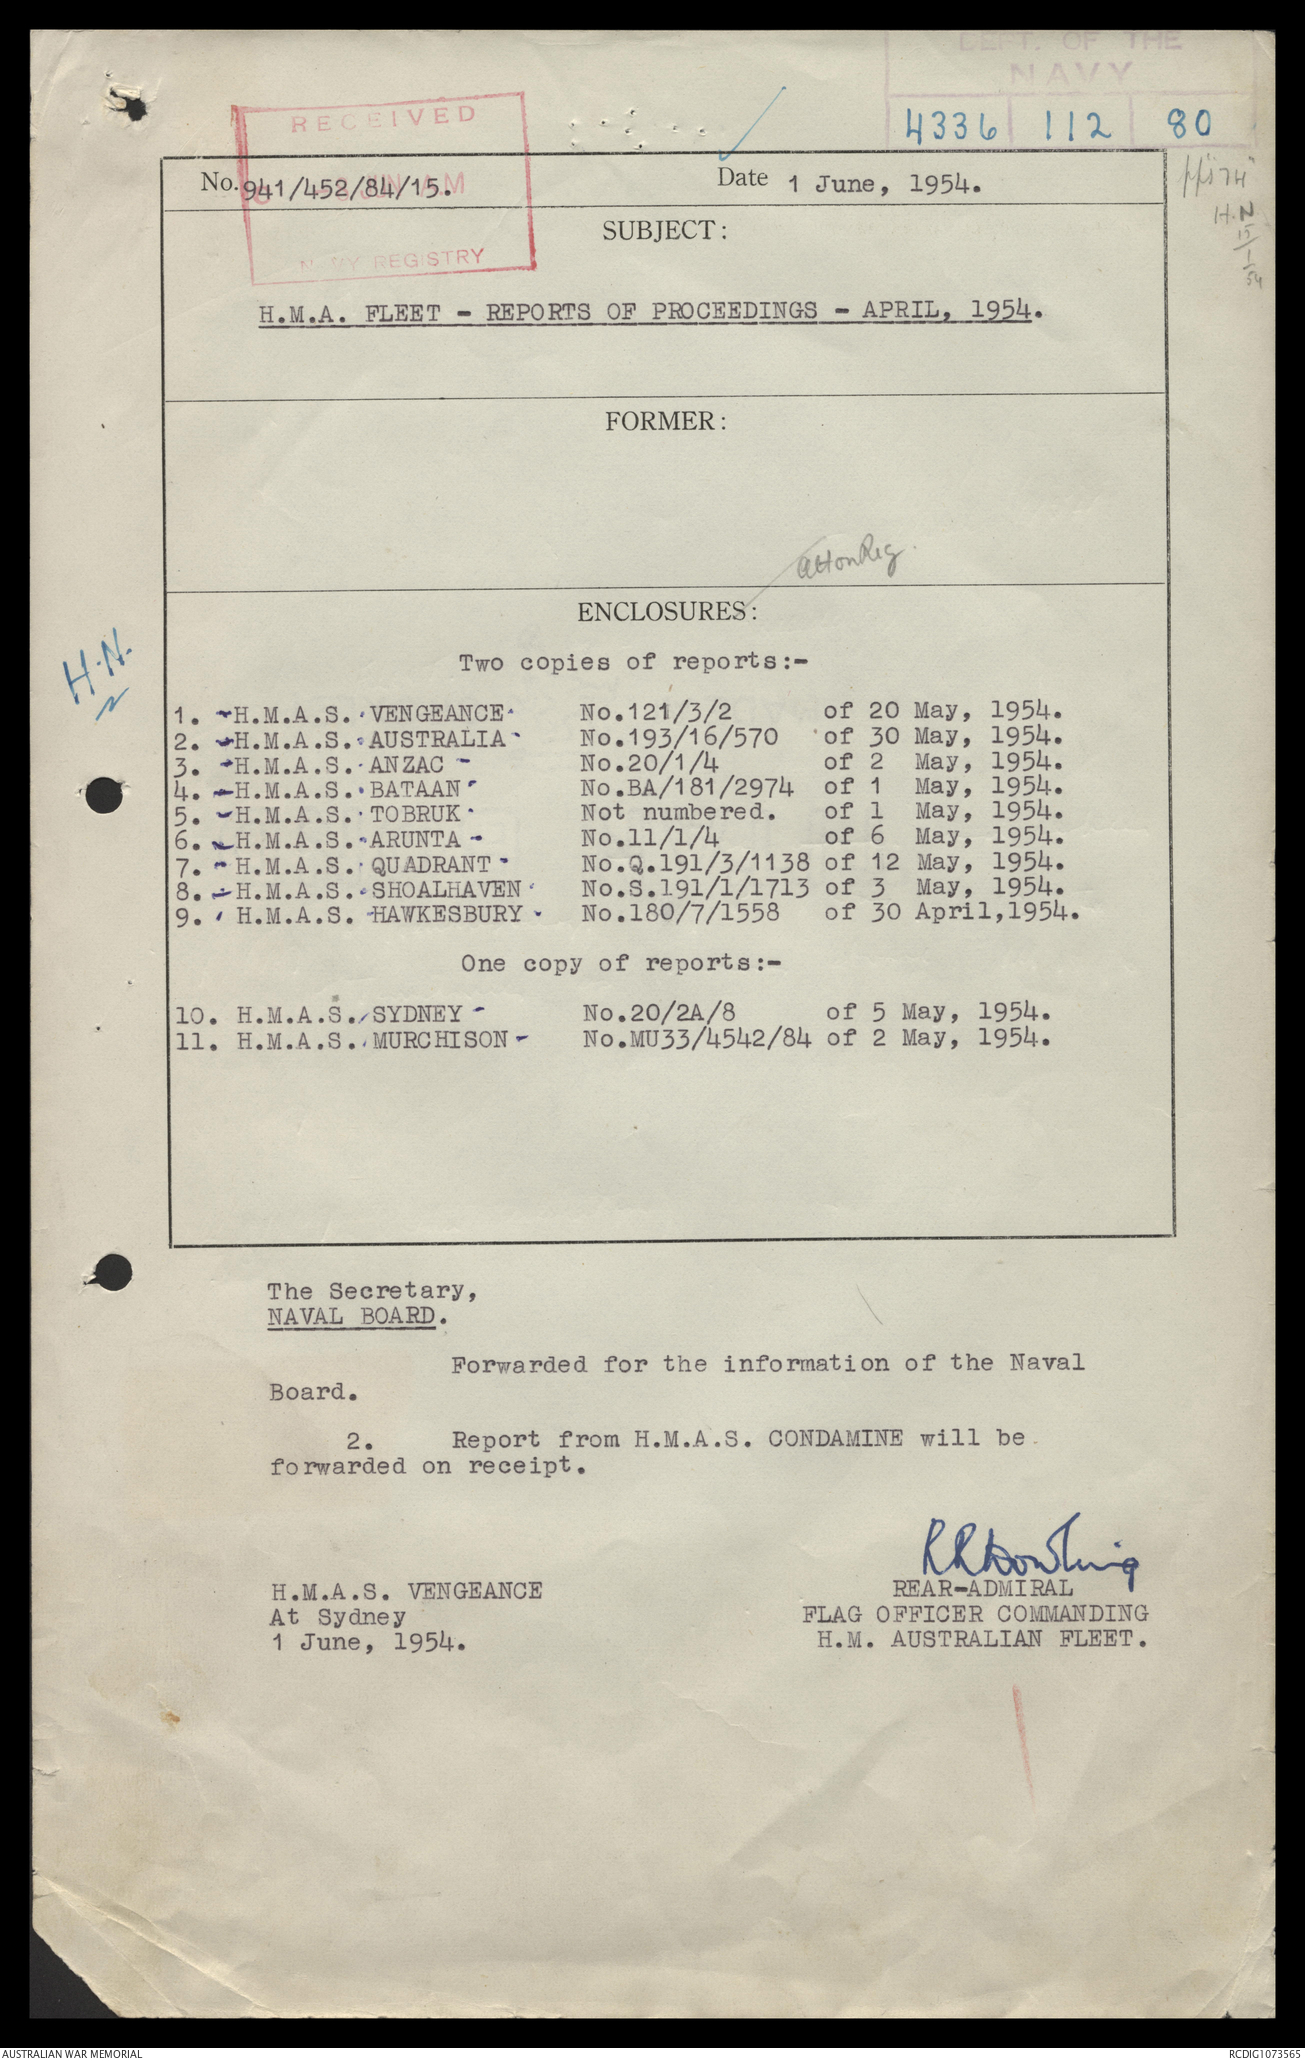 DEPT. OF THE
NAVY
4336 112 80
RECEIVED
JUN AM
NAVY REGISTRY
No. 941/452/84/15.
Date 1 June, 1954.
H.N
15
1
54
SUBJECT:
H.M.A. FLEET - REPORTS OF PROCEEDINGS - APRIL, 1954.
FORMER:
ENCLOSURES:
H.N.
Two copies of reports:-
1. H.M.A.S. VENGEANCE No.121/3/2 of 20 May, 1954.
2. H.M.A.S. AUSTRALIA No.193/16/570 of 30 May, 1954.
3. H.M.A.S. ANZAC No.20/1/4 of 2 May, 1954.
4. H.M.A.S. BATAAN No.BA/181/2974 of 1 May, 1954.
5. H.M.A.S. TOBRUK Not numbered. of 1 May, 1954.
6. H.M.A.S. ARUNTA No.11/1/4 of 6 May, 1954.
7. H.M.A.S. QUADRANT No.Q.191/3/1138 of 12 May, 1954.
8. H.M.A.S. SHOALHAVEN No.S.191/1/1713 of 3 May, 1954.
9. H.M.A.S. HAWKESBURY No.180/7/1558 of 30 April,1954.
One copy of reports:-
10. H.M.A.S. SYDNEY No.20/2A/8 of 5 May, 1954.
11. H.M.A.S. MURCHISON No.MU33/4542/84 of 2 May, 1954.
The Secretary,
NAVAL BOARD.
Forwarded for the information of the Naval
Board.
2. Report from H.M.A.S. CONDAMINE will be
forwarded on receipt.
RRDowling
H.M.A.S. VENGEANCE
At Sydney
1 June, 1954.
REAR-ADMIRAL
FLAG OFFICER COMMANDING
H.M. AUSTRALIAN FLEET.
AUSTRALIAN WAR MEMORIAL
RCDIG1073565